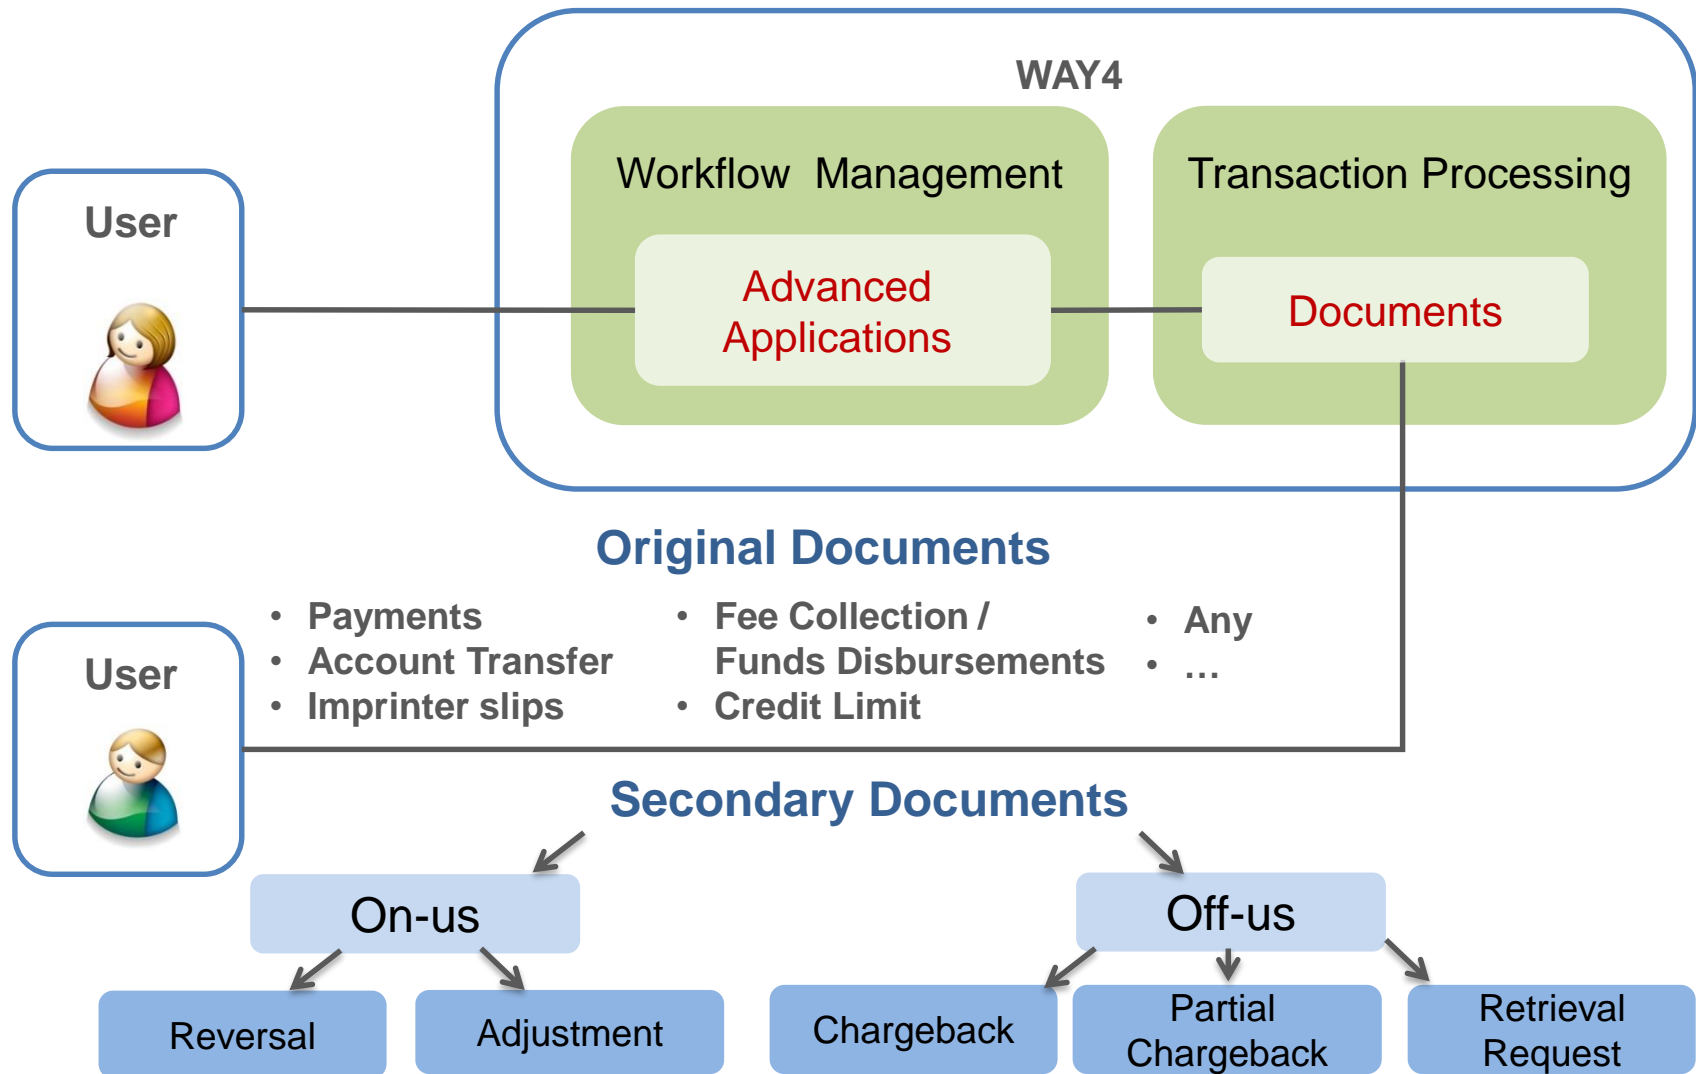 WAY4
Workflow Management
Transaction Processing
User
Advanced
Applications
Documents
Original Documents
• Payments
• Account Transfer
• Imprinter slips
• Fee Collection /
Funds Disbursements
• Credit Limit
• Any
• …
User
Secondary Documents
On-us
Off-us
Reversal
Adjustment
Chargeback
Partial
Chargeback
Retrieval
Request